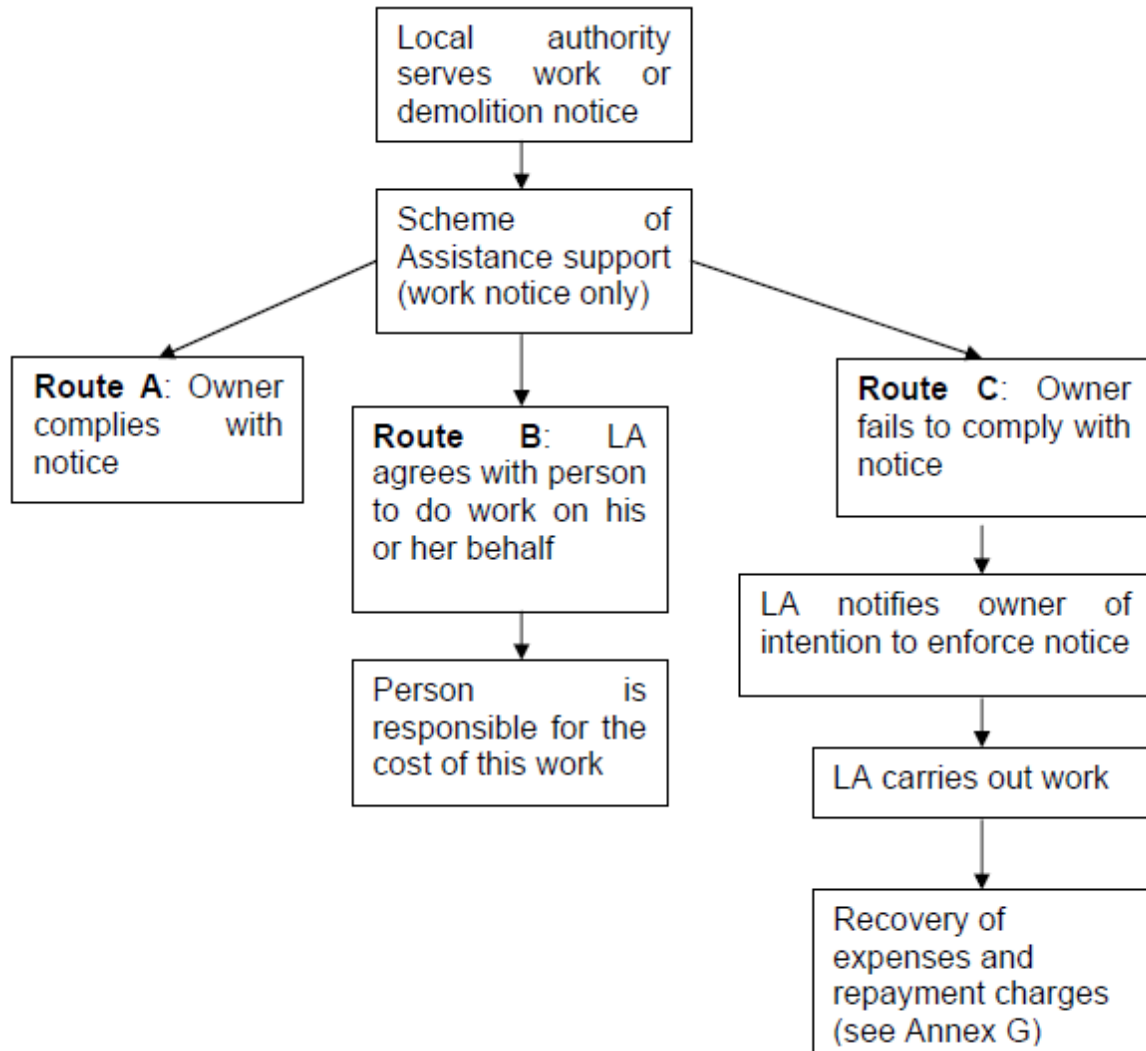 Local authority
serves work or
demolition notice
Scheme of
Assistance support
(work notice only)
Route A: Owner
complies with
notice
Route B: LA
agrees with person
to do work on his
or her behalf
Person is
responsible for the
cost of this work
Route C: Owner
fails to comply with
notice
LA notifies owner of
intention to enforce notice
LA carries out work
Recovery of
expenses and
repayment charges
(see Annex G)